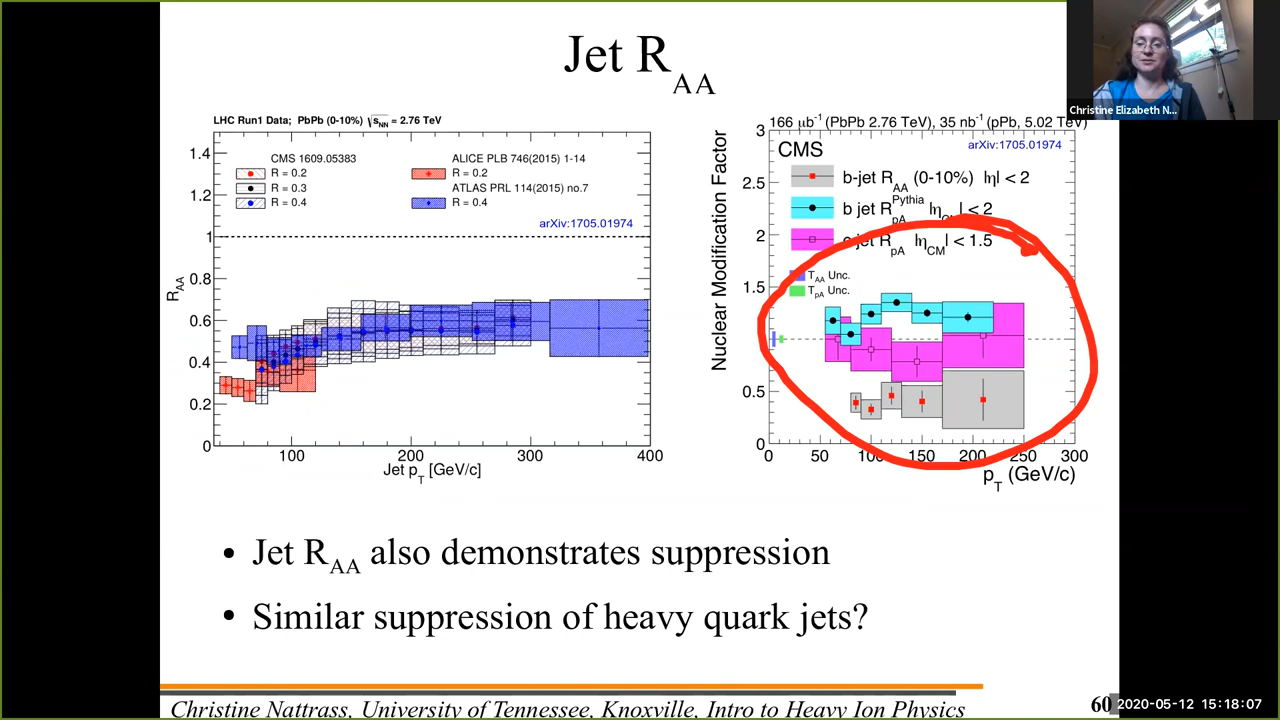 Jet R_AA
Christine Elizabeth N...
LHC Run1 Data; PbPb (0-10%) √s_NN = 2.76 TeV
CMS 1609.05383
R = 0.2
R = 0.3
R = 0.4
ALICE PLB 746(2015) 1-14
R = 0.2
ATLAS PRL 114(2015) no.7
R = 0.4
arXiv:1705.01974
R_AA
1.4
1.2
1
0.8
0.6
0.4
0.2
0
100
200
300
400
Jet p_T [GeV/c]
166 μb⁻¹ (PbPb 2.76 TeV), 35 nb⁻¹ (pPb, 5.02 TeV)
CMS
arXiv:1705.01974
b-jet R_AA (0-10%) |η| < 2
b jet R_pA^Pythia |η | < 2
jet R_pA |η_CM| < 1.5
T_AA Unc.
T_pA Unc.
Nuclear Modification Factor
3
2.5
2
1.5
0.5
0
0
50
100
150
200
250
300
p_T (GeV/c)
• Jet R_AA also demonstrates suppression
• Similar suppression of heavy quark jets?
Christine Nattrass, University of Tennessee, Knoxville, Intro to Heavy Ion Physics
60
2020-05-12 15:18:07